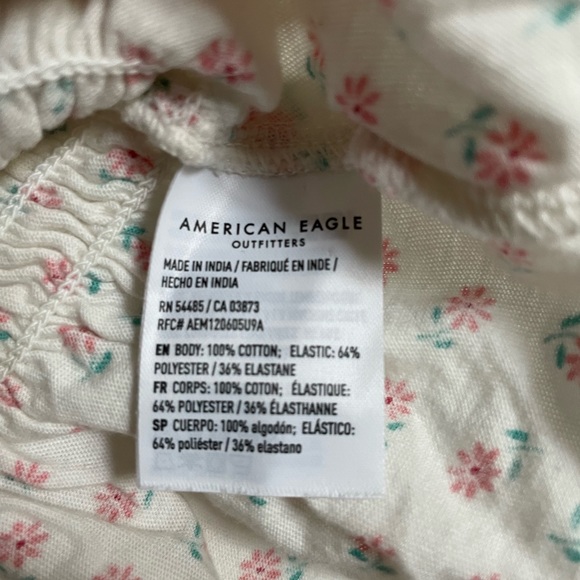 AMERICAN EAGLE
OUTFITTERS
MADE IN INDIA / FABRIQUÉ EN INDE /
HECHO EN INDIA
RN 54485 / CA 03873
RFC# AEM120605U9A
EN BODY: 100% COTTON; ELASTIC: 64%
POLYESTER / 36% ELASTANE
FR CORPS: 100% COTON; ÉLASTIQUE:
64% POLYESTER / 36% ÉLASTHANNE
SP CUERPO: 100% algodón; ELÁSTICO:
64% poliéster / 36% elastano